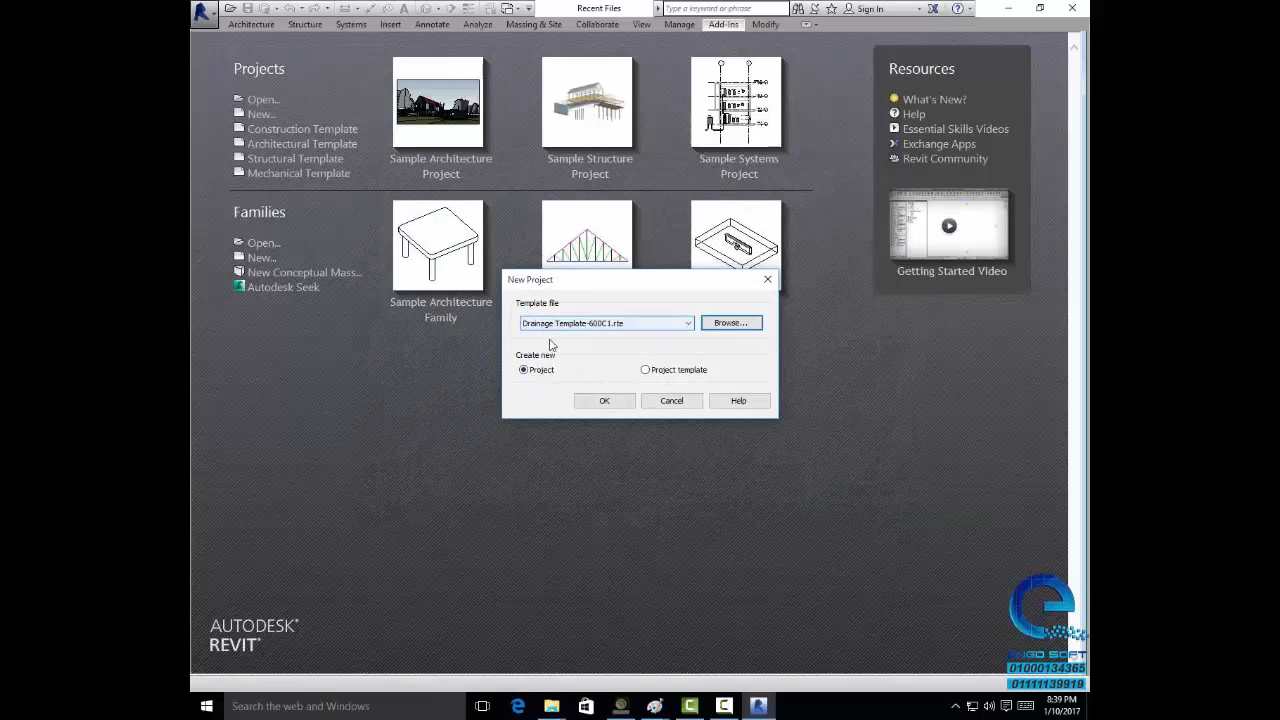 Recent Files
Type a keyword or phrase
Sign In
Architecture
Structure
Systems
Insert
Annotate
Analyze
Massing & Site
Collaborate
View
Manage
Add-Ins
Modify
Projects
Open...
New...
Construction Template
Architectural Template
Structural Template
Mechanical Template
Sample Architecture
Project
Sample Structure
Project
Sample Systems
Project
Resources
What's New?
Help
Essential Skills Videos
Exchange Apps
Revit Community
Getting Started Video
Families
Open...
New...
New Conceptual Mass...
Autodesk Seek
Sample Architecture
Family
New Project
Template file
Drainage Template-600C1.rte
Browse...
Create new
Project
Project template
OK
Cancel
Help
AUTODESK®
REVIT®
ENGO SOFT
01000134365
01111139919
Search the web and Windows
8:39 PM
1/10/2017